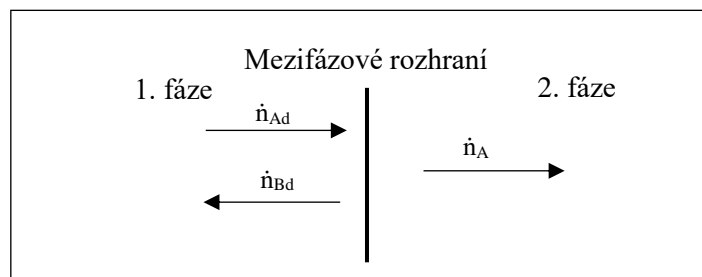 Mezifázové rozhraní
1. fáze
2. fáze
ṅAd
ṅA
ṅBd